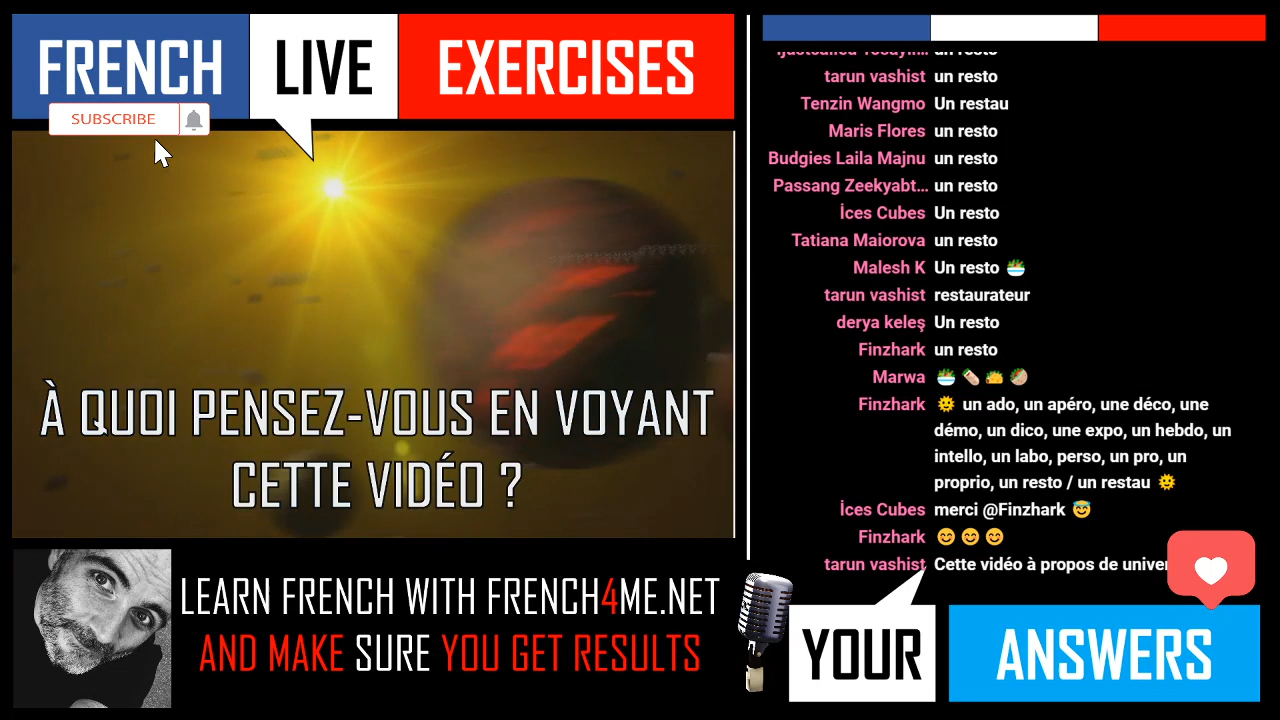 FRENCH LIVE EXERCISES
SUBSCRIBE
À QUOI PENSEZ-VOUS EN VOYANT
CETTE VIDÉO ?
LEARN FRENCH WITH FRENCH4ME.NET
AND MAKE SURE YOU GET RESULTS
un resto
tarun vashist un resto
Tenzin Wangmo Un restau
Maris Flores un resto
Budgies Laila Majnu un resto
Passang Zeekyabt... un resto
İces Cubes Un resto
Tatiana Maiorova un resto
Malesh K Un resto 🥗
tarun vashist restaurateur
derya keleş Un resto
Finzhark un resto
Marwa 🥗 🌯 🌮 🥙
Finzhark 🌞 un ado, un apéro, une déco, une
démo, un dico, une expo, un hebdo, un
intello, un labo, perso, un pro, un
proprio, un resto / un restau 🌞
İces Cubes merci @Finzhark 😇
Finzhark 😊 😊 😊
tarun vashist Cette vidéo à propos de
YOUR ANSWERS